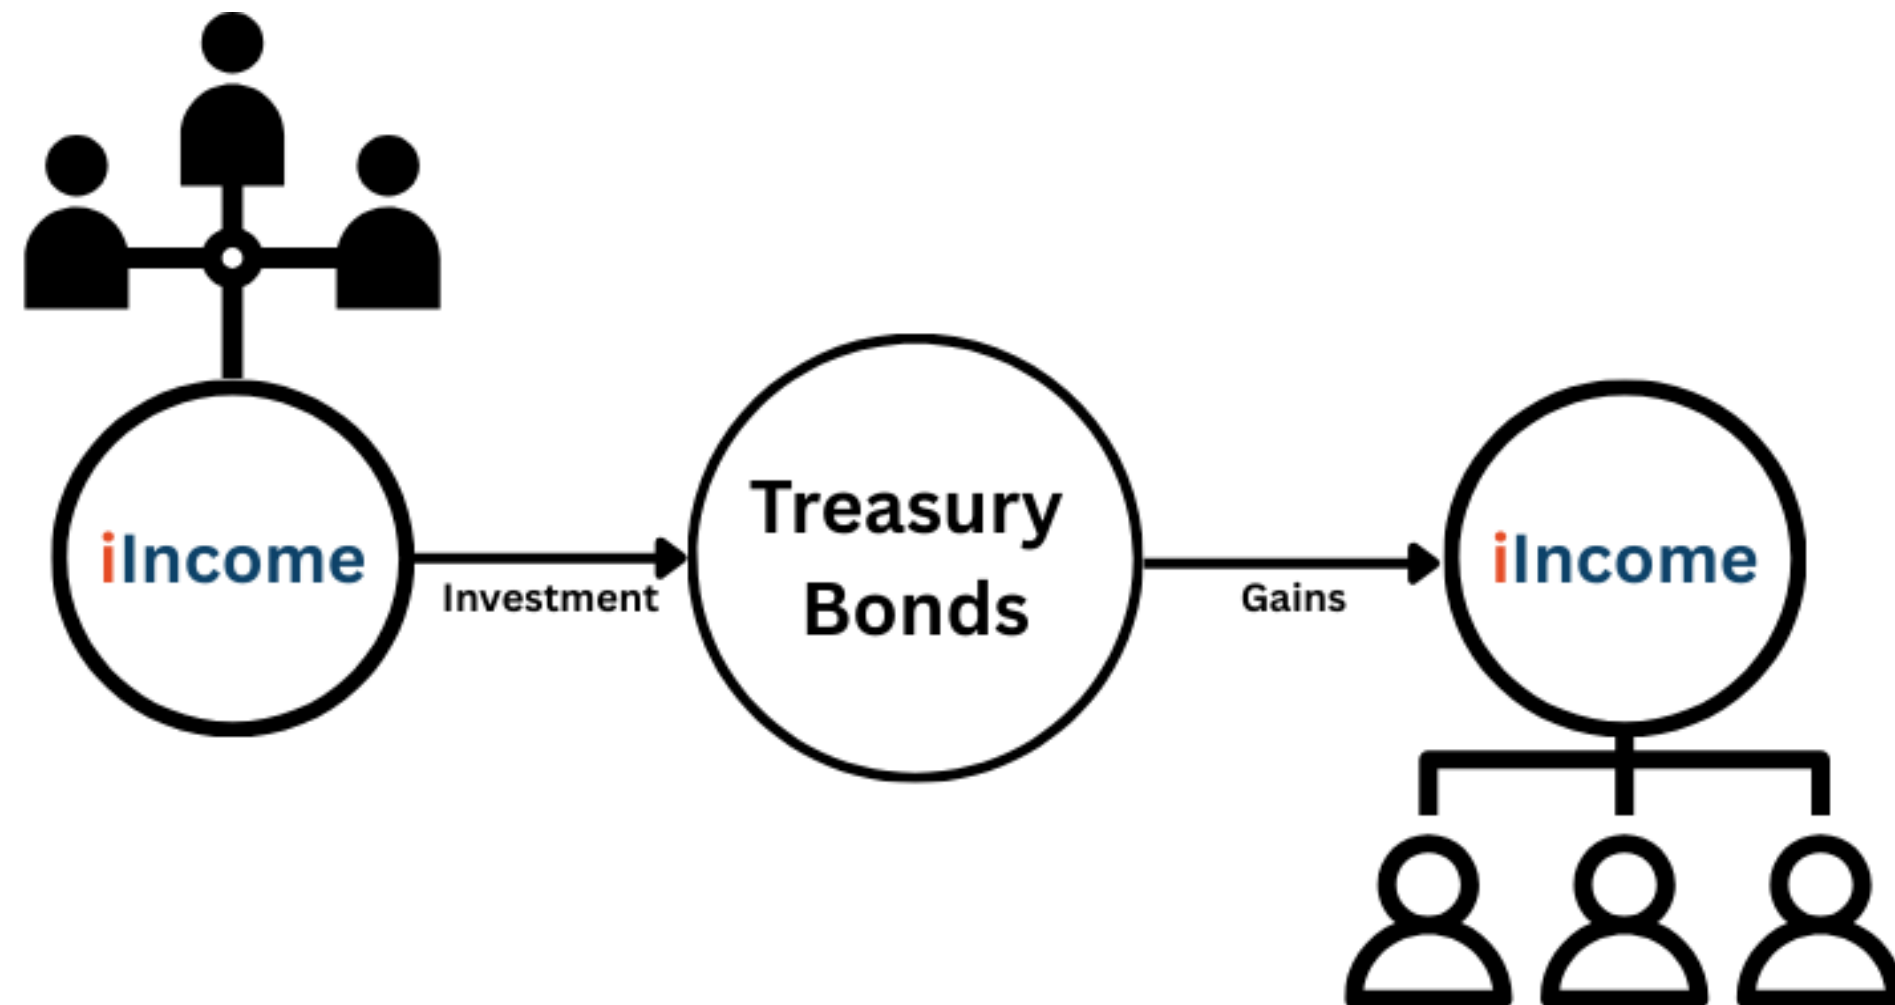 iIncome
Investment
Treasury
Bonds
Gains
iIncome